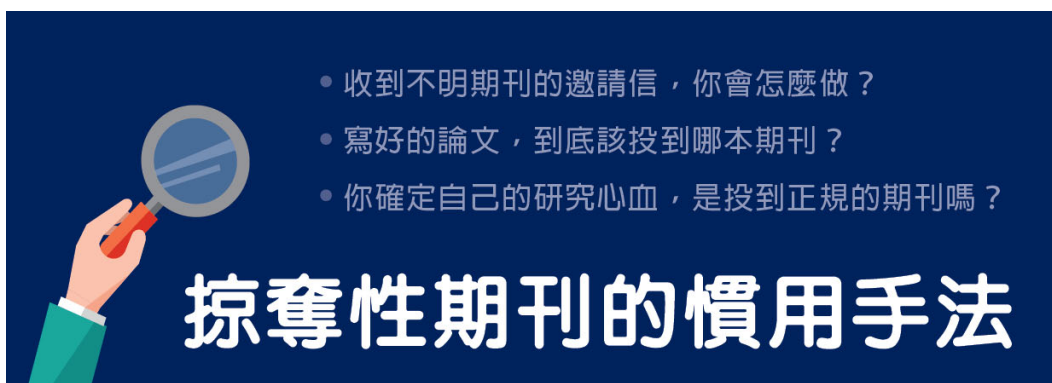 • 收到不明期刊的邀請信，你會怎麼做？
• 寫好的論文，到底該投到哪本期刊？
• 你確定自己的研究心血，是投到正規的期刊嗎？
掠奪性期刊的慣用手法